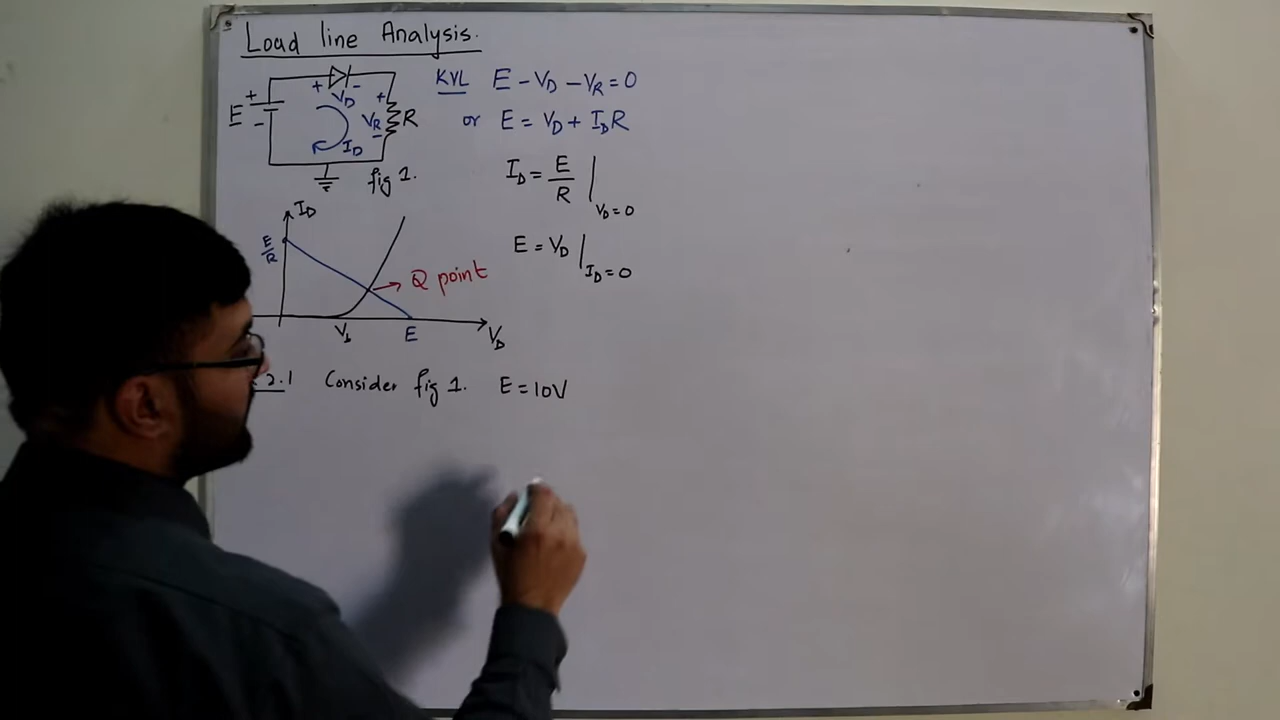 Load line Analysis.
+ - V_D
E + - V_R R I_D
fig 1.
KVL E - V_D - V_R = 0
or E = V_D + I_D R
I_D = E/R | V_D = 0
E = V_D | I_D = 0
I_D
E/R
Q point
E V_D
2.1 Consider fig 1. E = 10V